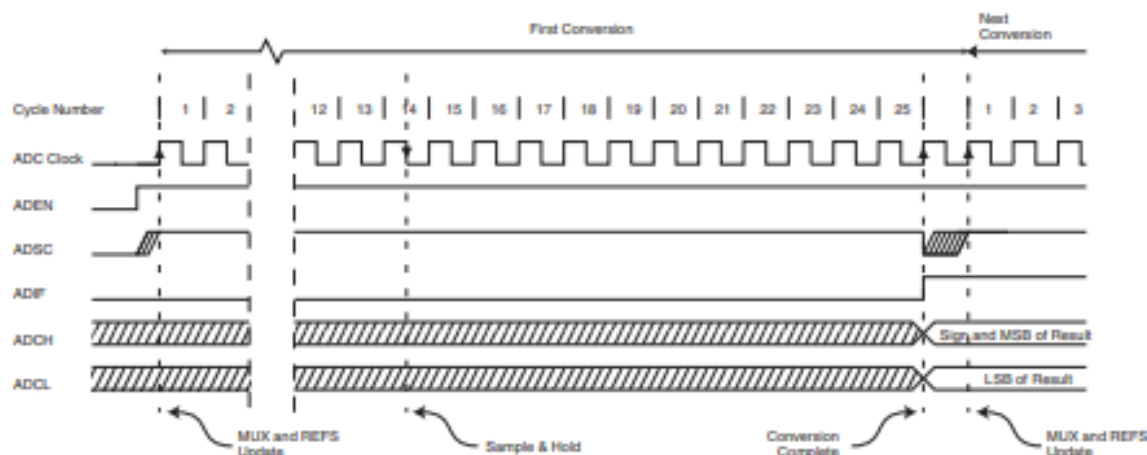 First Conversion
Next
Conversion
Cycle Number 1 2 12 13 14 15 16 17 18 19 20 21 22 23 24 25 1 2 3
ADC Clock
ADEN
ADSC
ADIF
ADCH Sign and MSB of Result
ADCL LSB of Result
MUX and REFS
Update
Sample & Hold
Conversion
Complete
MUX and REFS
Update